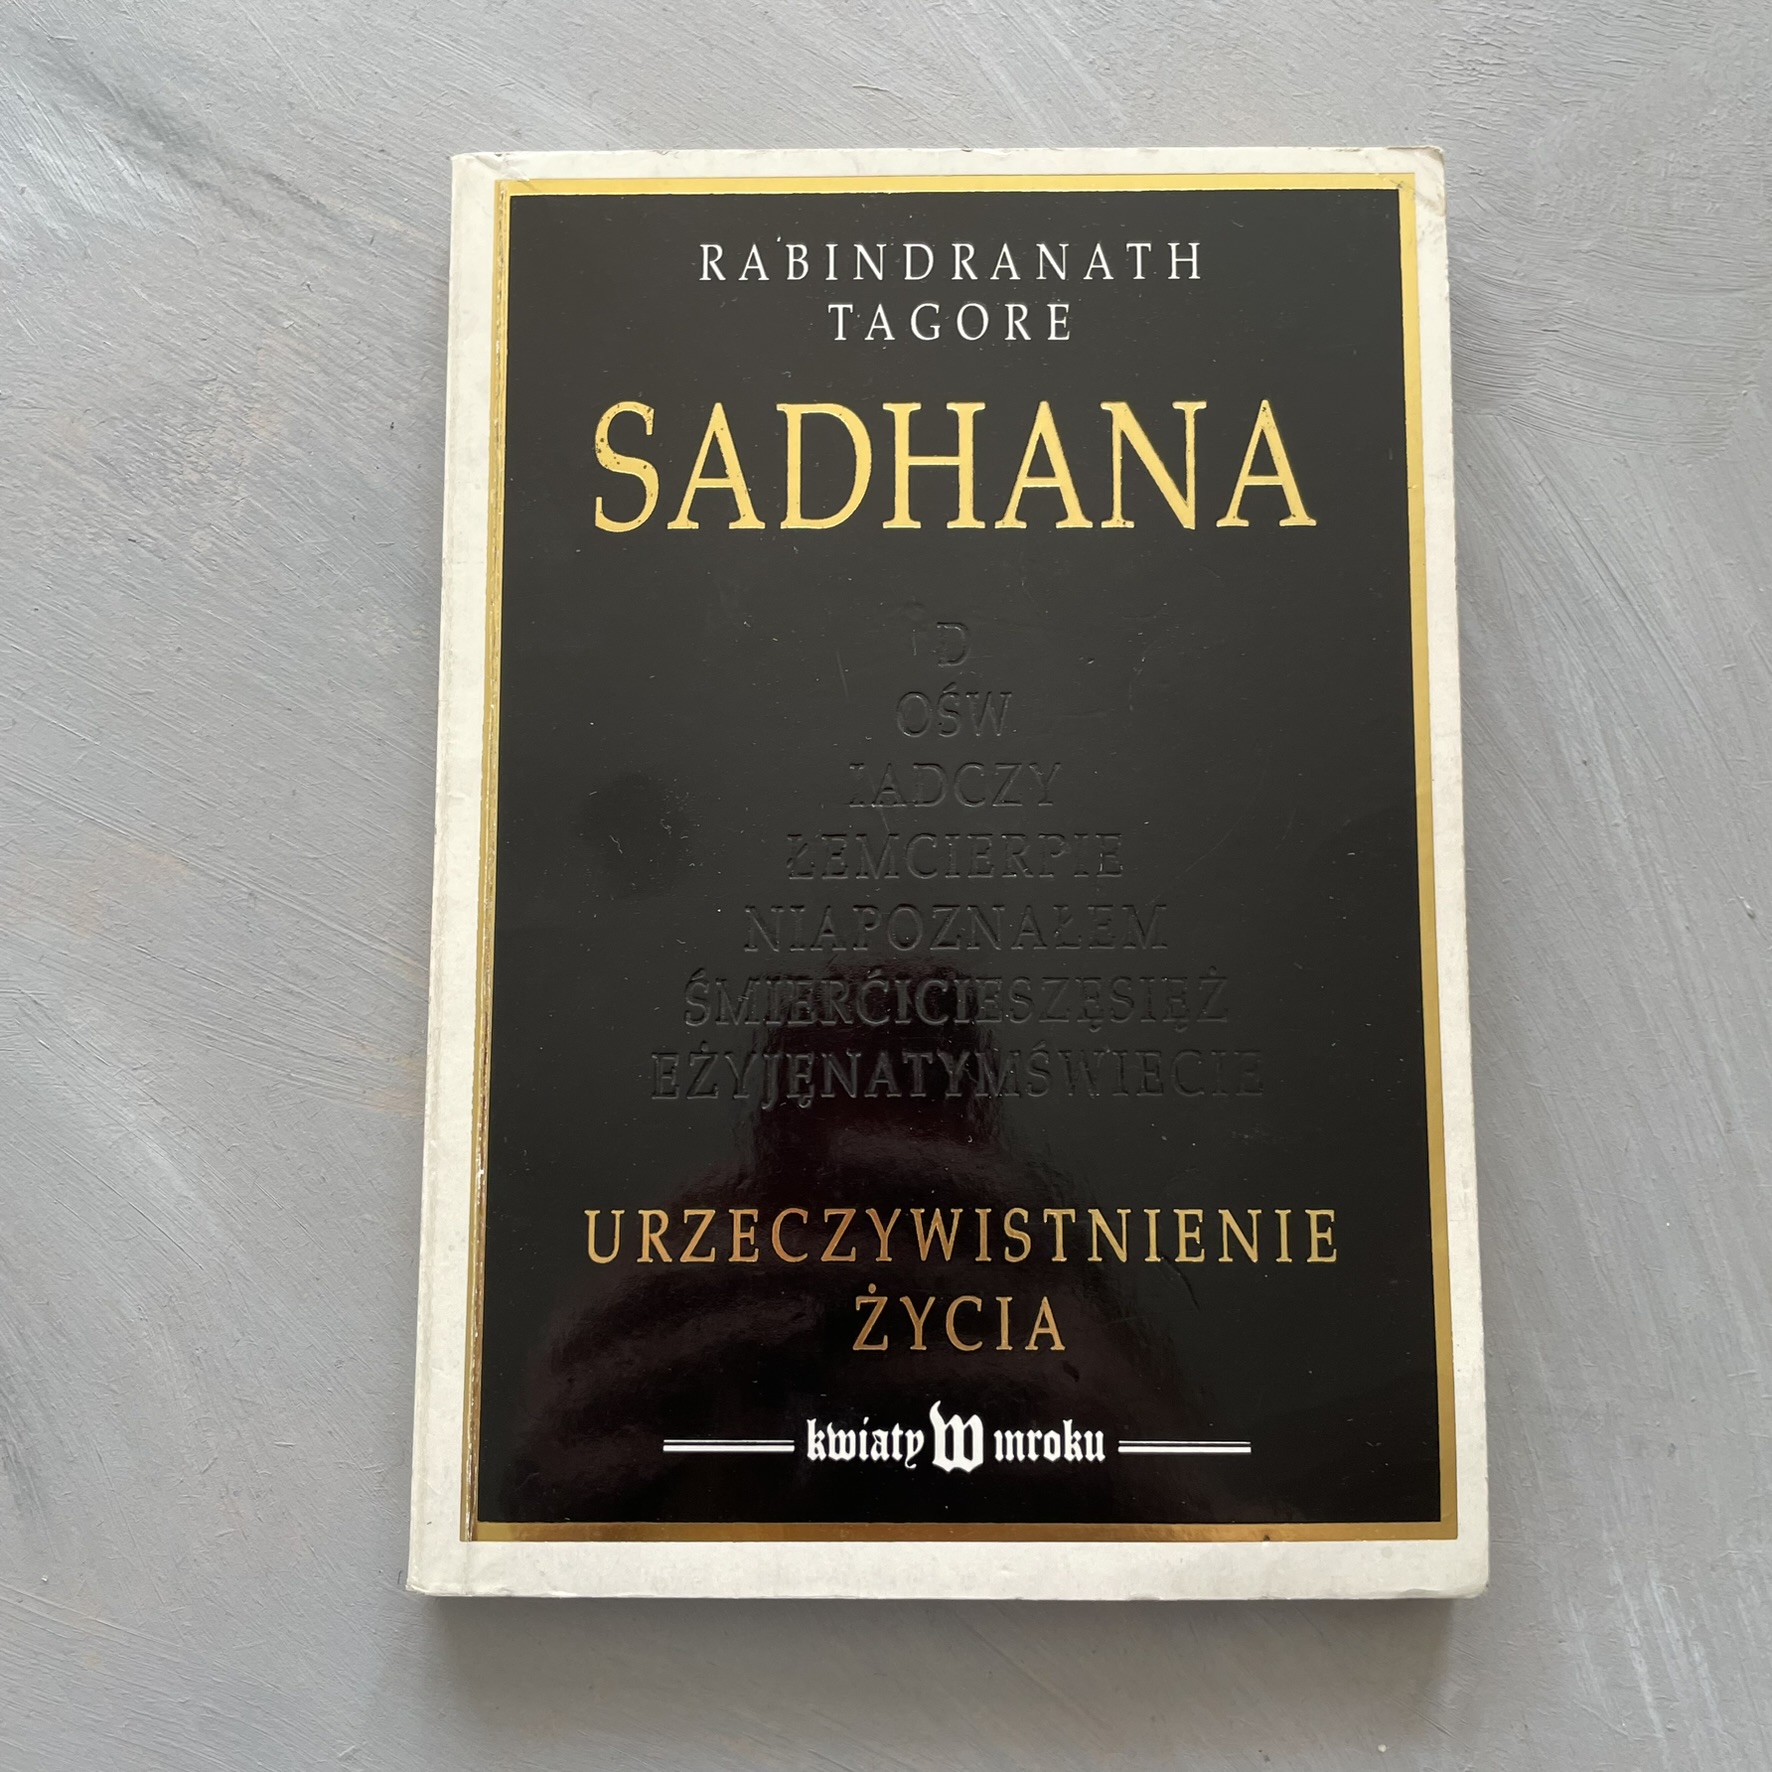 RABINDRANATH
TAGORE
SADHANA
D
OŚW
IADCZY
ŁEMCIERPIE
NIAPOZNAŁEM
ŚMIERĆICIESZĘSIĘŻ
EŻYJĘNATYMŚWIECIE
URZECZYWISTNIENIE
ŻYCIA
kwiaty W mroku